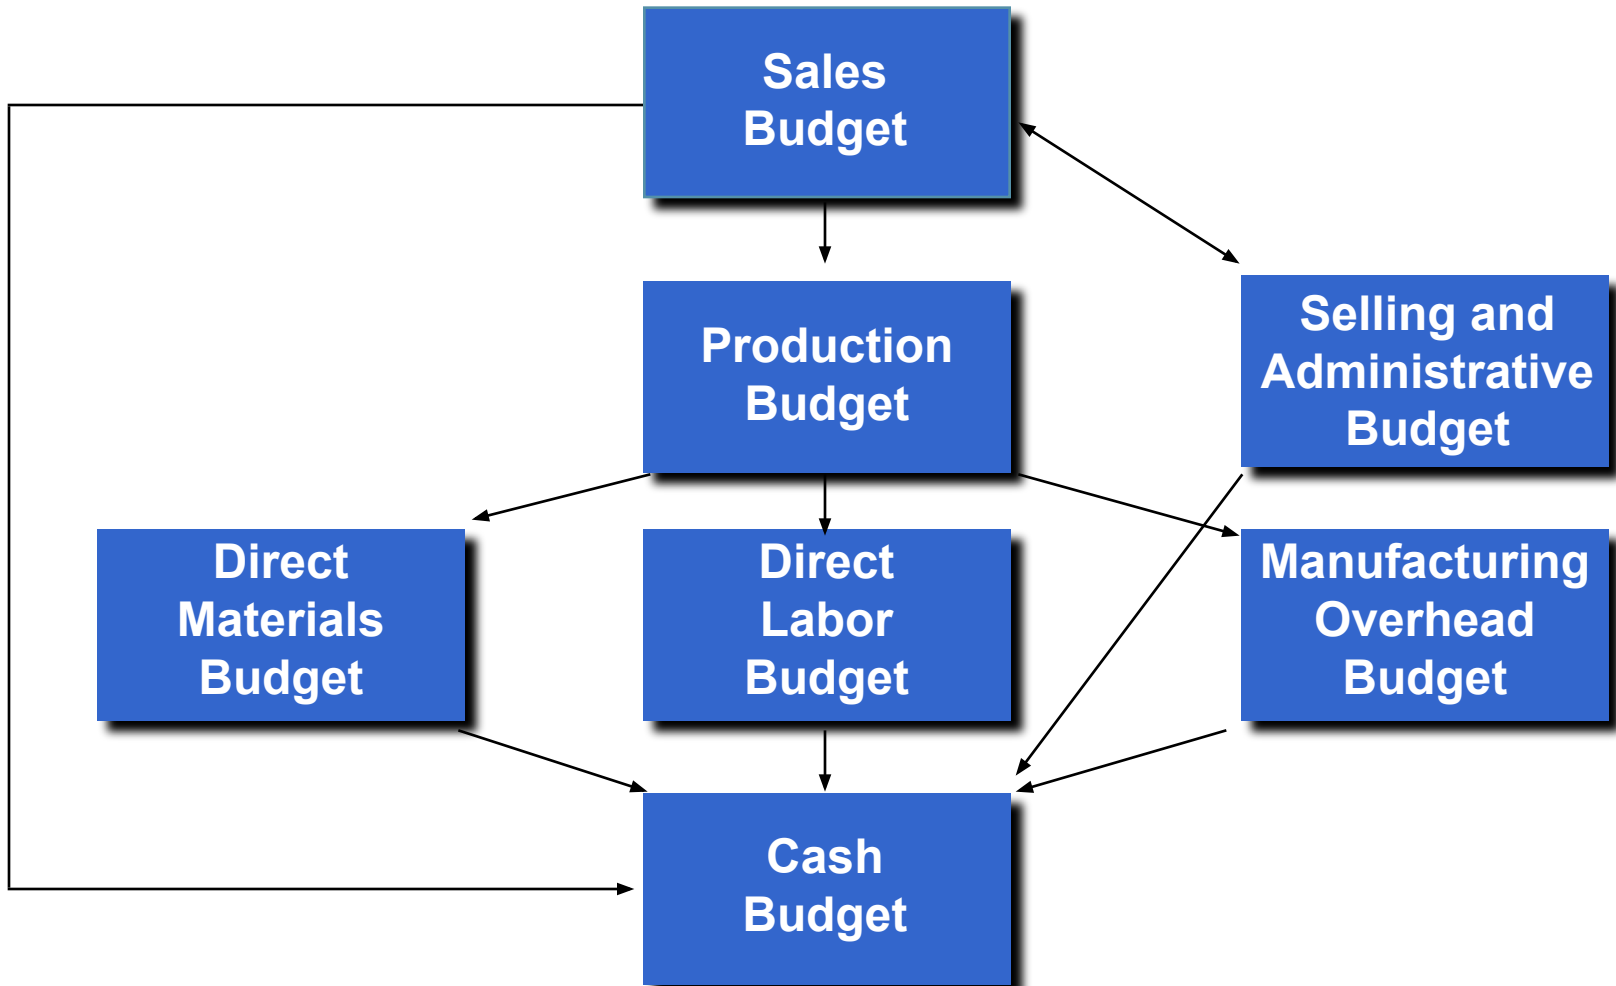 Sales
Budget
Production
Budget
Selling and
Administrative
Budget
Direct
Materials
Budget
Direct
Labor
Budget
Manufacturing
Overhead
Budget
Cash
Budget